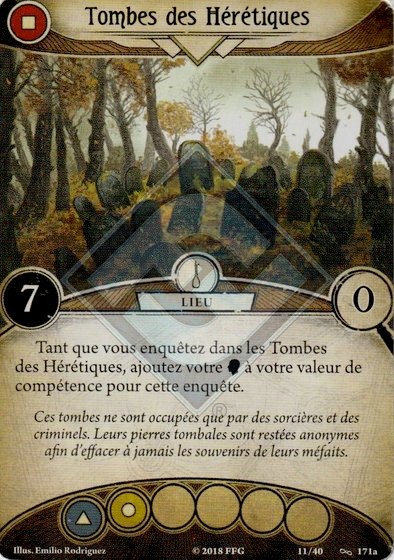 Tombes des Hérétiques
7
LIEU
0
Tant que vous enquêtez dans les Tombes
des Hérétiques, ajoutez votre à votre valeur de
compétence pour cette enquête.
Ces tombes ne sont occupées que par des sorcières et des
criminels. Leurs pierres tombales sont restées anonymes
afin d'effacer à jamais les souvenirs de leurs méfaits.
®
Illus. Emilio Rodriguez © 2018 FFG 11/40 171a